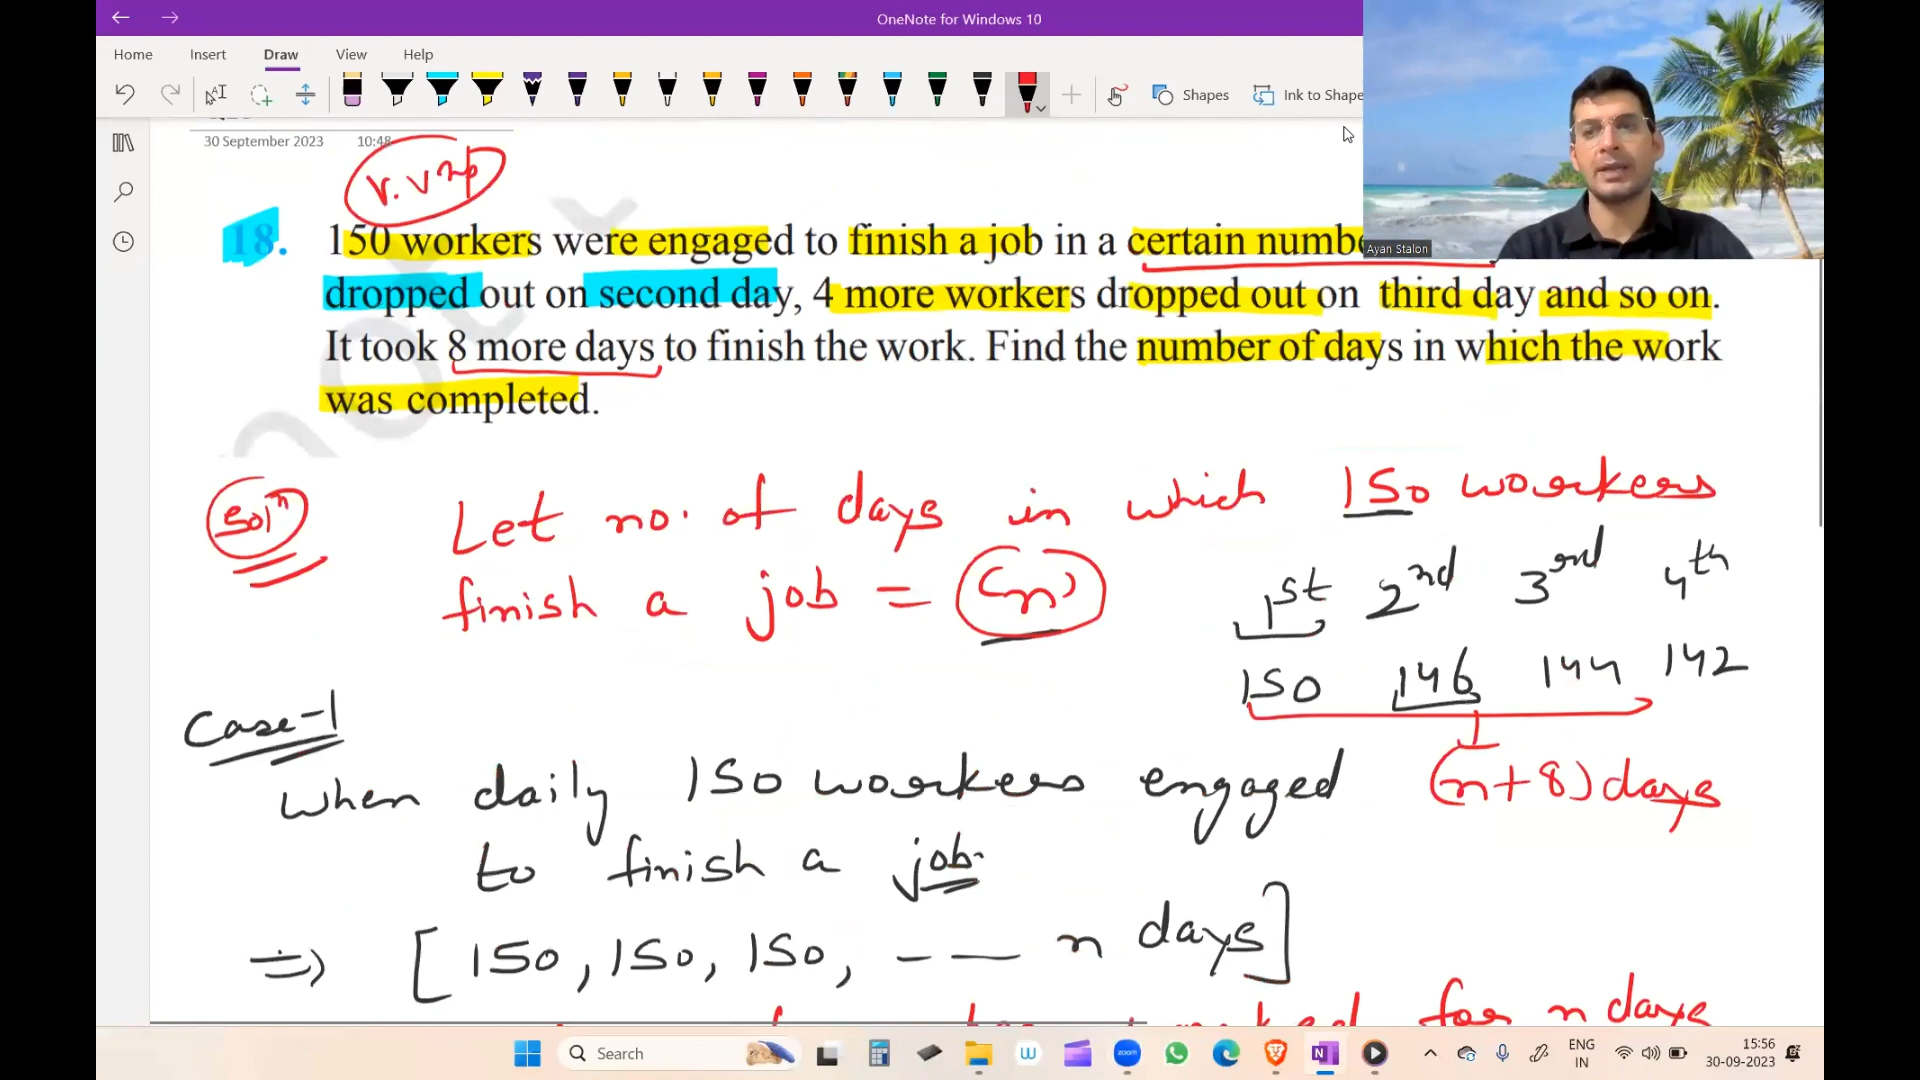 OneNote for Windows 10
Home Insert Draw View Help
Shapes Ink to Shape
30 September 2023 10:48
V. V Imp
18. 150 workers were engaged to finish a job in a certain numbe
Ayan Stalon
dropped out on second day, 4 more workers dropped out on third day and so on.
It took 8 more days to finish the work. Find the number of days in which the work
was completed.
Solⁿ Let no. of days in which 150 workers
finish a job = 'n'
1st 2nd 3rd 4th
150 146 144 142
Case-1
When daily 150 workers engaged (n+8) days
to finish a job.
⇒ [150, 150, 150, - — n days]
for n days
Search
ENG
IN
15:56
30-09-2023